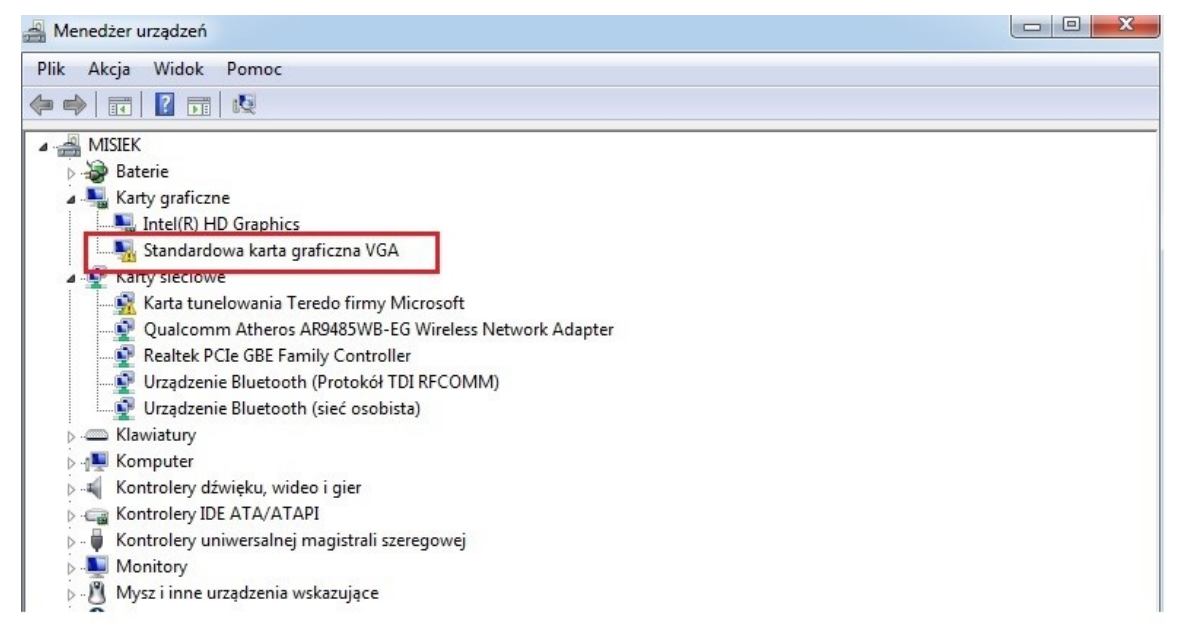 Menedżer urządzeń
Plik Akcja Widok Pomoc
MISIEK
Baterie
Karty graficzne
Intel(R) HD Graphics
Standardowa karta graficzna VGA
Karty sieciowe
Karta tunelowania Teredo firmy Microsoft
Qualcomm Atheros AR9485WB-EG Wireless Network Adapter
Realtek PCIe GBE Family Controller
Urządzenie Bluetooth (Protokół TDI RFCOMM)
Urządzenie Bluetooth (sieć osobista)
Klawiatury
Komputer
Kontrolery dźwięku, wideo i gier
Kontrolery IDE ATA/ATAPI
Kontrolery uniwersalnej magistrali szeregowej
Monitory
Mysz i inne urządzenia wskazujące